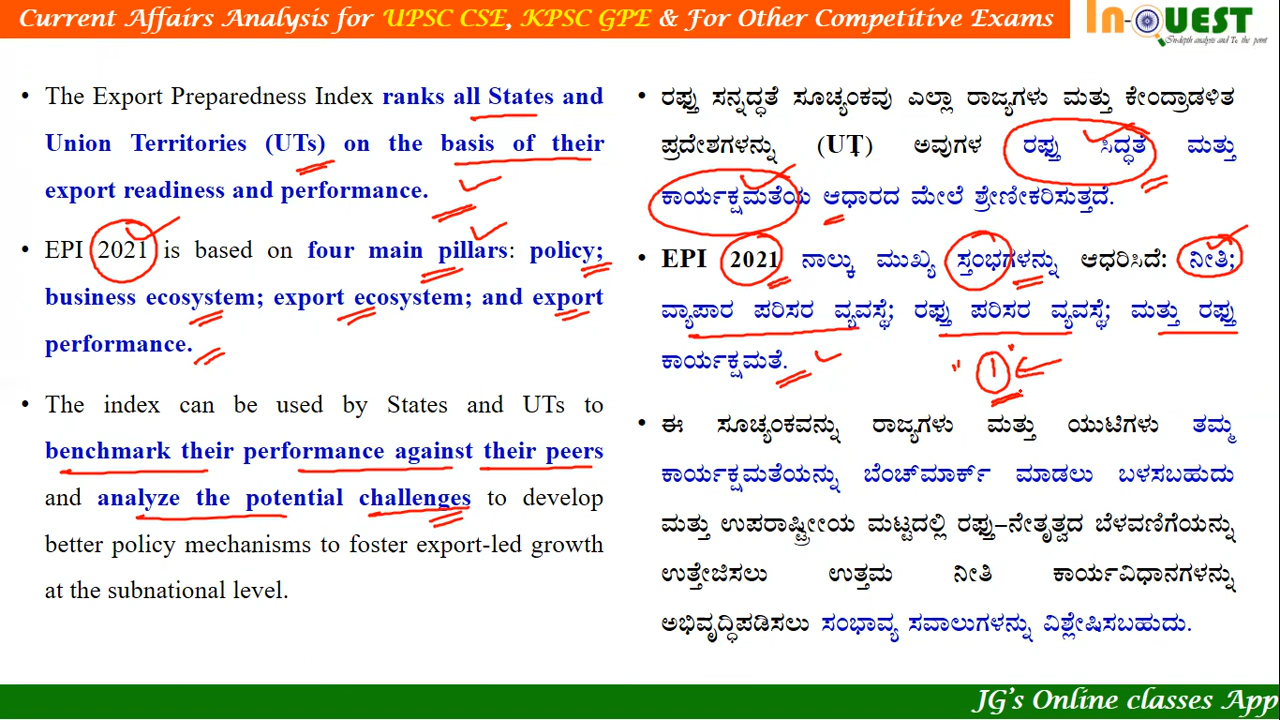 Current Affairs Analysis for UPSC CSE, KPSC GPE & For Other Competitive Exams
In-QUEST
In-depth analysis and To the point
• The Export Preparedness Index ranks all States and
Union Territories (UTs) on the basis of their
export readiness and performance.
• EPI 2021 is based on four main pillars: policy;
business ecosystem; export ecosystem; and export
performance.
• The index can be used by States and UTs to
benchmark their performance against their peers
and analyze the potential challenges to develop
better policy mechanisms to foster export-led growth
at the subnational level.
• ರಫ್ತು ಸನ್ನದ್ಧತೆ ಸೂಚ್ಯಂಕವು ಎಲ್ಲಾ ರಾಜ್ಯಗಳು ಮತ್ತು ಕೇಂದ್ರಾಡಳಿತ
ಪ್ರದೇಶಗಳನ್ನು (UT) ಅವುಗಳ ರಫ್ತು ಸಿದ್ಧತೆ ಮತ್ತು
ಕಾರ್ಯಕ್ಷಮತೆಯ ಆಧಾರದ ಮೇಲೆ ಶ್ರೇಣೀಕರಿಸುತ್ತದೆ.
• EPI 2021 ನಾಲ್ಕು ಮುಖ್ಯ ಸ್ತಂಭಗಳನ್ನು ಆಧರಿಸಿದೆ: ನೀತಿ;
ವ್ಯಾಪಾರ ಪರಿಸರ ವ್ಯವಸ್ಥೆ; ರಫ್ತು ಪರಿಸರ ವ್ಯವಸ್ಥೆ; ಮತ್ತು ರಫ್ತು
ಕಾರ್ಯಕ್ಷಮತೆ.
" 1 "
• ಈ ಸೂಚ್ಯಂಕವನ್ನು ರಾಜ್ಯಗಳು ಮತ್ತು ಯುಟಿಗಳು ತಮ್ಮ
ಕಾರ್ಯಕ್ಷಮತೆಯನ್ನು ಬೆಂಚ್‌ಮಾರ್ಕ್ ಮಾಡಲು ಬಳಸಬಹುದು
ಮತ್ತು ಉಪರಾಷ್ಟ್ರೀಯ ಮಟ್ಟದಲ್ಲಿ ರಫ್ತು-ನೇತೃತ್ವದ ಬೆಳವಣಿಗೆಯನ್ನು
ಉತ್ತೇಜಿಸಲು ಉತ್ತಮ ನೀತಿ ಕಾರ್ಯವಿಧಾನಗಳನ್ನು
ಅಭಿವೃದ್ಧಿಪಡಿಸಲು ಸಂಭಾವ್ಯ ಸವಾಲುಗಳನ್ನು ವಿಶ್ಲೇಷಿಸಬಹುದು.
JG's Online classes App